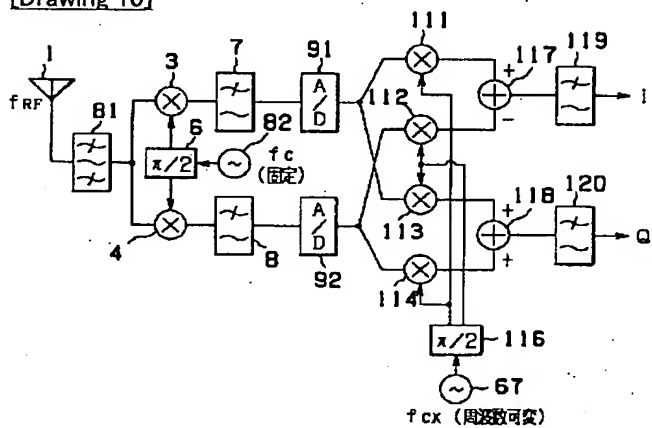 [Drawing 10]
1
f RF
81
3
6
4
π/2
7
8
82
fc
(固定)
91
A/D
A/D
92
111
112
113
114
π/2
116
67
fcx (周波数可変)
+
−
117
+
+
118
119
I
120
Q